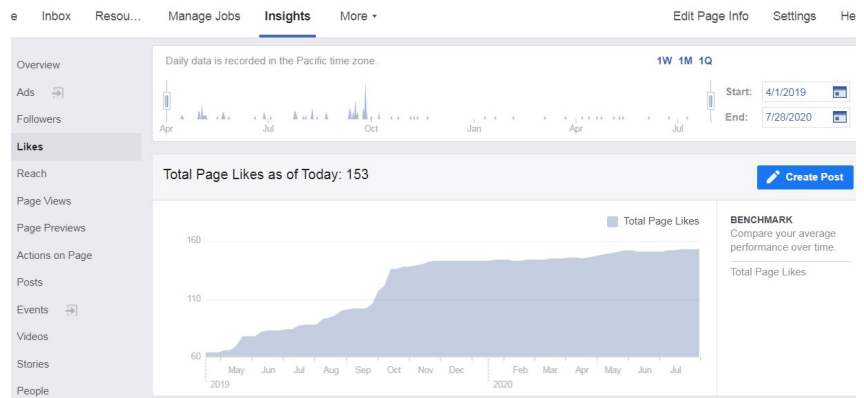 e Inbox Resou... Manage Jobs Insights More Edit Page Info Settings He
Overview
Ads
Followers
Likes
Reach
Page Views
Page Previews
Actions on Page
Posts
Events
Videos
Stories
People
Daily data is recorded in the Pacific time zone. 1W 1M 1Q
Apr Jul Oct Jan Apr Jul
Start: 4/1/2019
End: 7/28/2020
Total Page Likes as of Today: 153
Create Post
Total Page Likes
160
110
60
May Jun Jul Aug Sep Oct Nov Dec Feb Mar Apr May Jun Jul
2019 2020
BENCHMARK
Compare your average
performance over time.
Total Page Likes